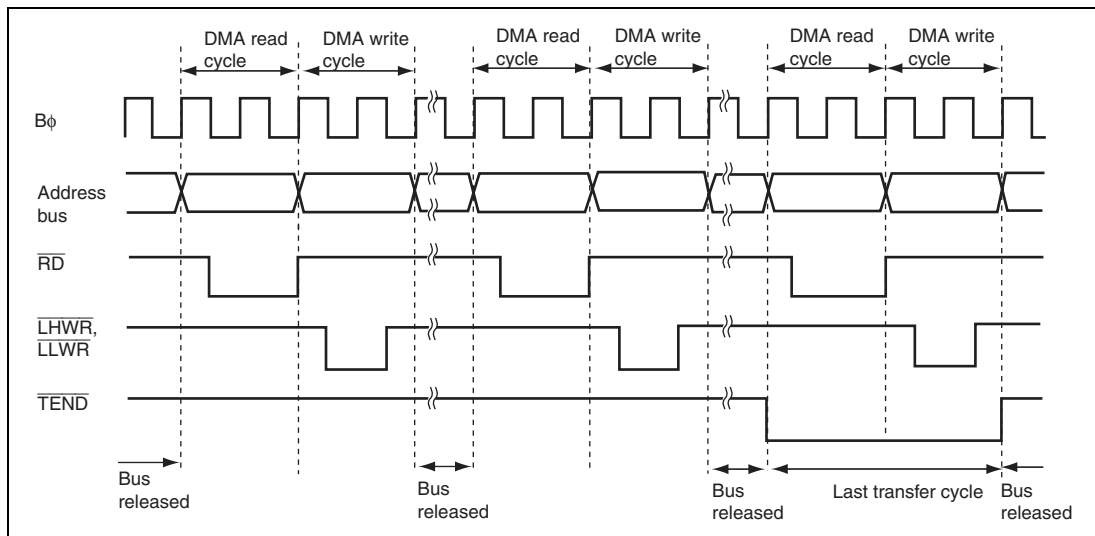 DMA read
cycle
DMA write
cycle
DMA read
cycle
DMA write
cycle
DMA read
cycle
DMA write
cycle
Bϕ
Address
bus
RD
LHWR,
LLWR
TEND
Bus
released
Bus
released
Bus
released
Last transfer cycle
Bus
released